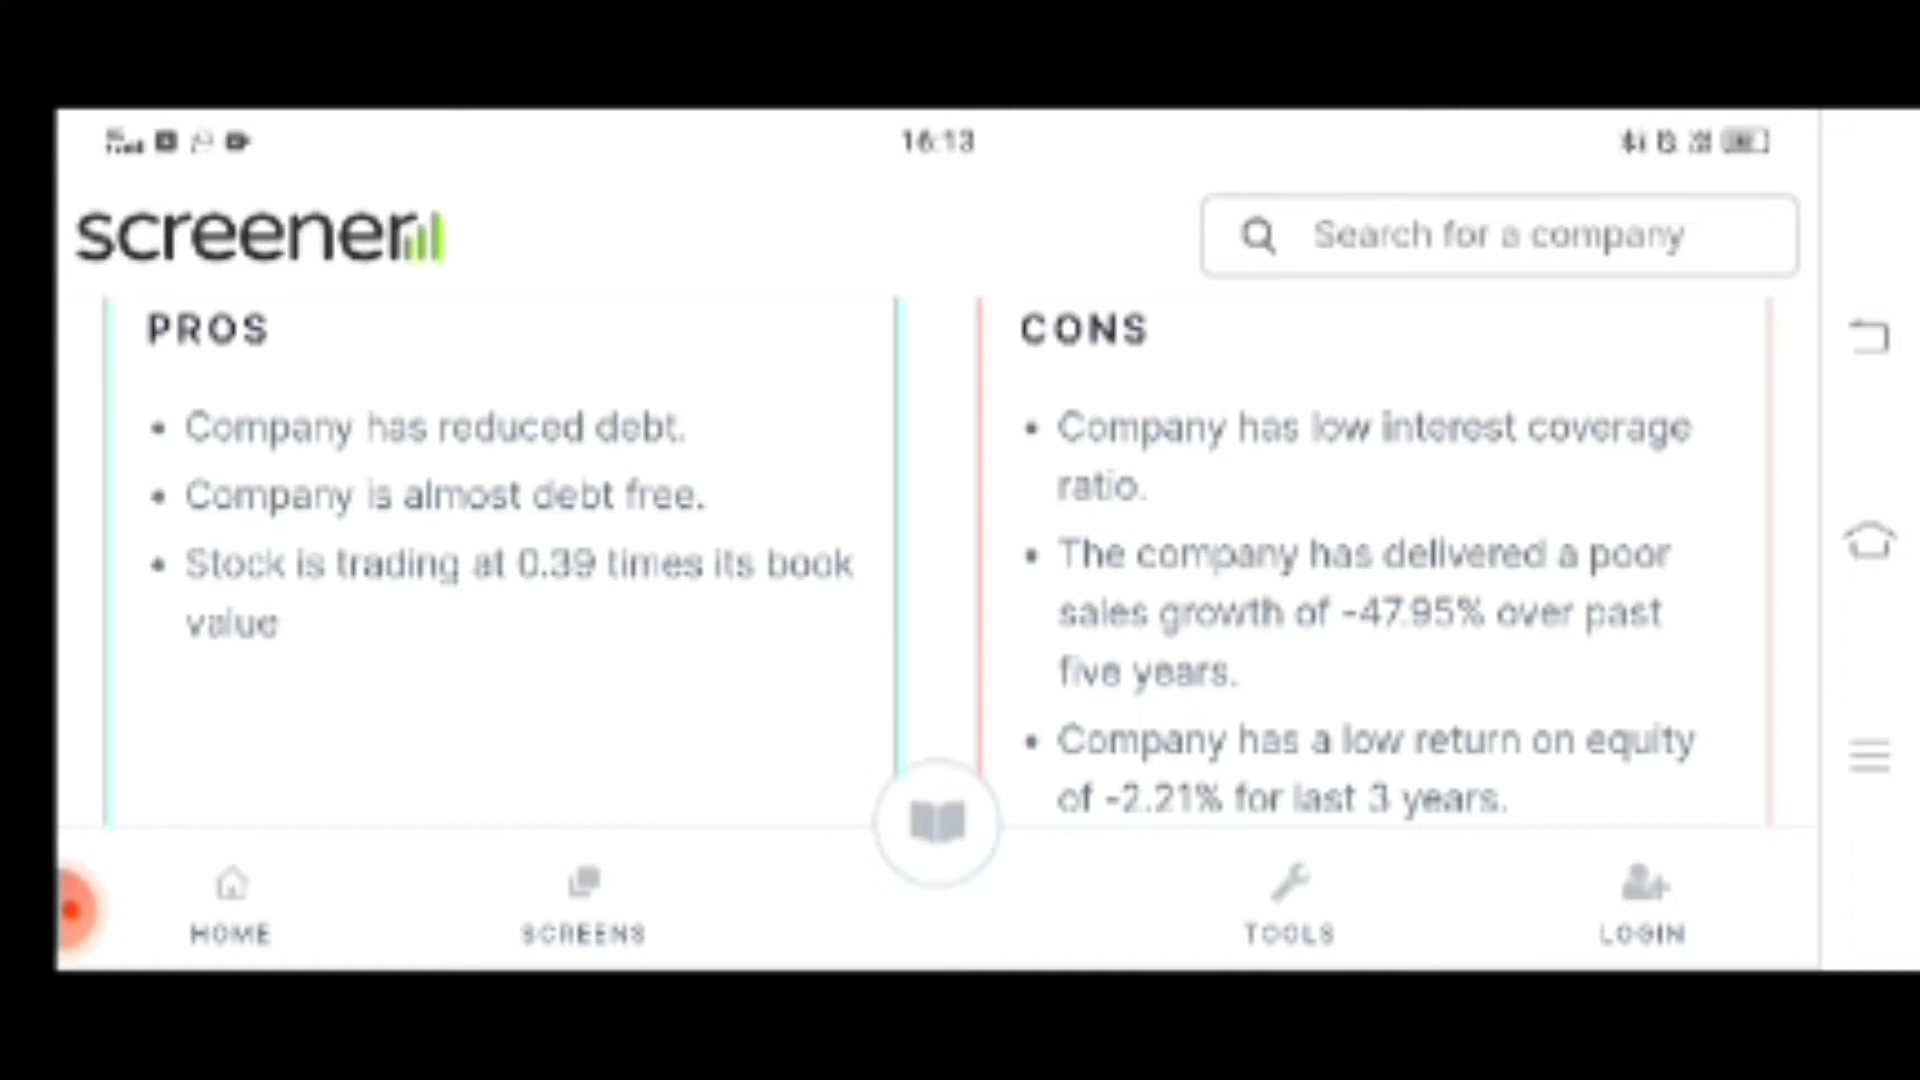 16:13
screener
Search for a company
PROS
• Company has reduced debt.
• Company is almost debt free.
• Stock is trading at 0.39 times its book
value
CONS
• Company has low interest coverage
ratio.
• The company has delivered a poor
sales growth of -47.95% over past
five years.
• Company has a low return on equity
of -2.21% for last 3 years.
HOME
SCREENS
TOOLS
LOGIN